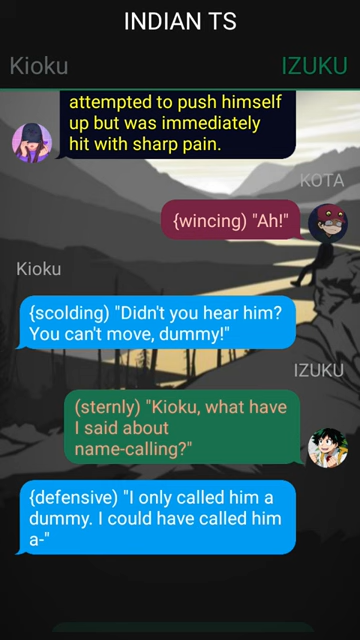 INDIAN TS
Kioku
IZUKU
attempted to push himself
up but was immediately
hit with sharp pain.
KOTA
{wincing) "Ah!"
Kioku
{scolding) "Didn't you hear him?
You can't move, dummy!"
IZUKU
(sternly) "Kioku, what have
I said about
name-calling?"
{defensive) "I only called him a
dummy. I could have called him
a-"